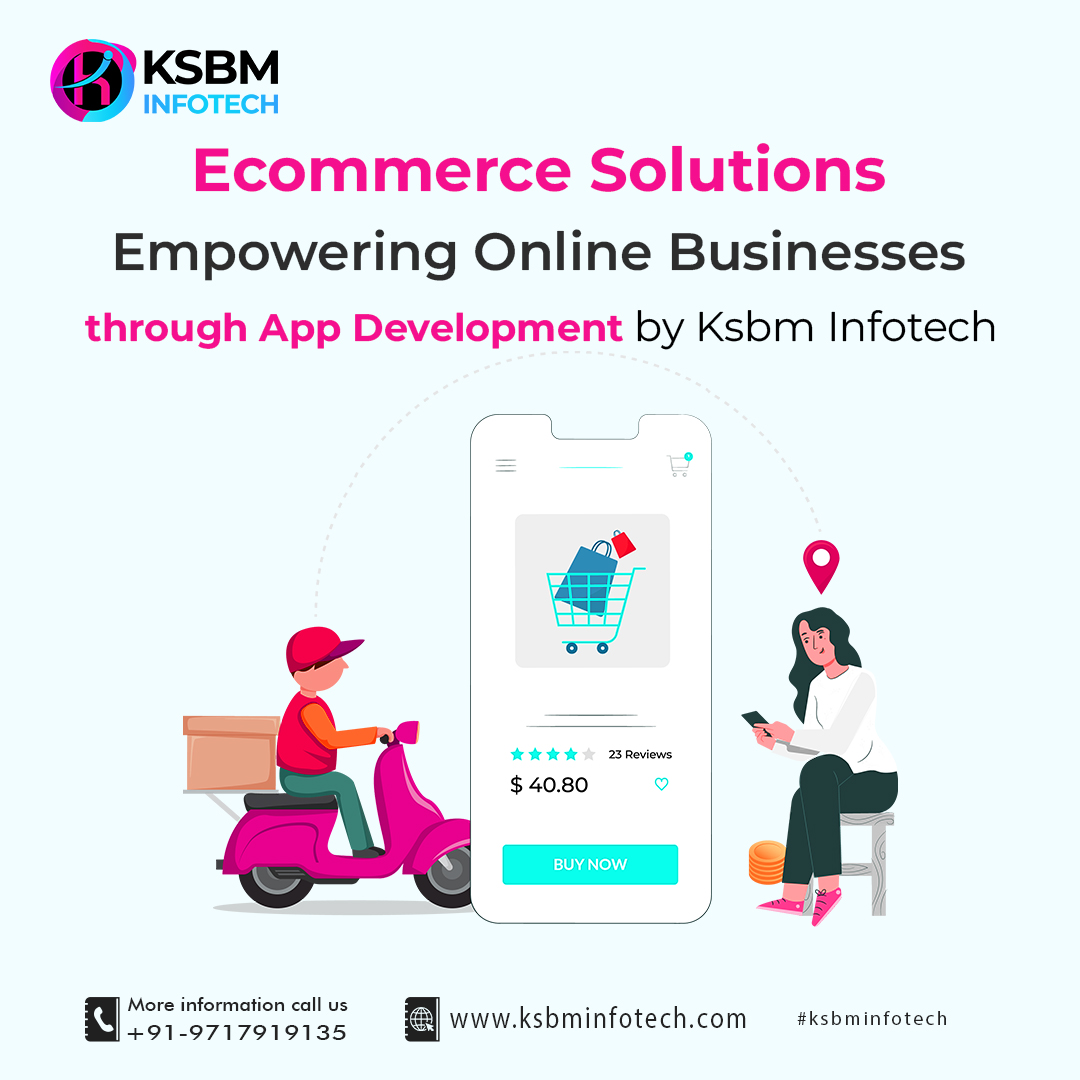 KSBM
INFOTECH
Ecommerce Solutions
Empowering Online Businesses
through App Development by Ksbm Infotech
23 Reviews
$ 40.80
BUY NOW
More information call us
+91-9717919135
www.ksbminfotech.com
#ksbminfotech